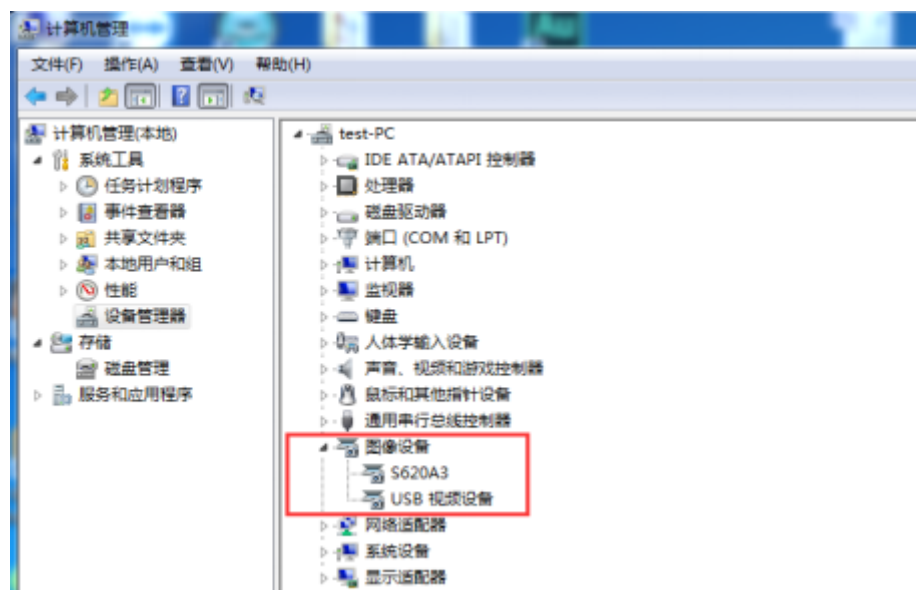 计算机管理
文件(F) 操作(A) 查看(V) 帮助(H)
计算机管理(本地)
系统工具
任务计划程序
事件查看器
共享文件夹
本地用户和组
性能
设备管理器
存储
磁盘管理
服务和应用程序
test-PC
IDE ATA/ATAPI 控制器
处理器
磁盘驱动器
端口 (COM 和 LPT)
计算机
监视器
键盘
人体学输入设备
声音、视频和游戏控制器
鼠标和其他指针设备
通用串行总线控制器
图像设备
S620A3
USB 视频设备
网络适配器
系统设备
显示适配器